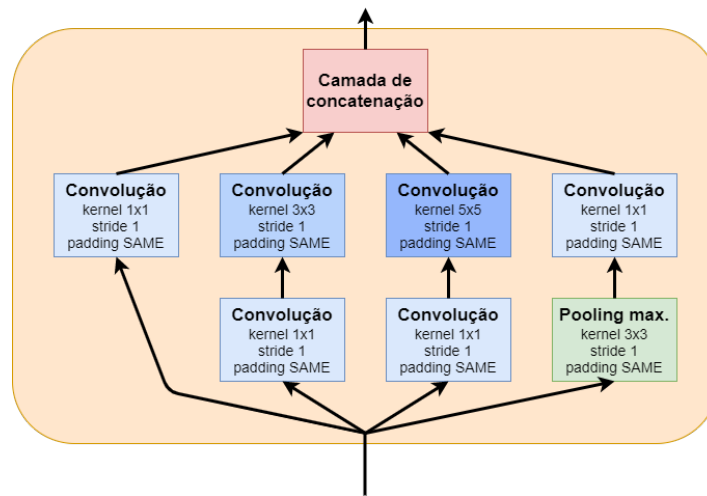 Camada de
concatenação
Convolução
kernel 1x1
stride 1
padding SAME
Convolução
kernel 3x3
stride 1
padding SAME
Convolução
kernel 5x5
stride 1
padding SAME
Convolução
kernel 1x1
stride 1
padding SAME
Convolução
kernel 1x1
stride 1
padding SAME
Convolução
kernel 1x1
stride 1
padding SAME
Pooling max.
kernel 3x3
stride 1
padding SAME